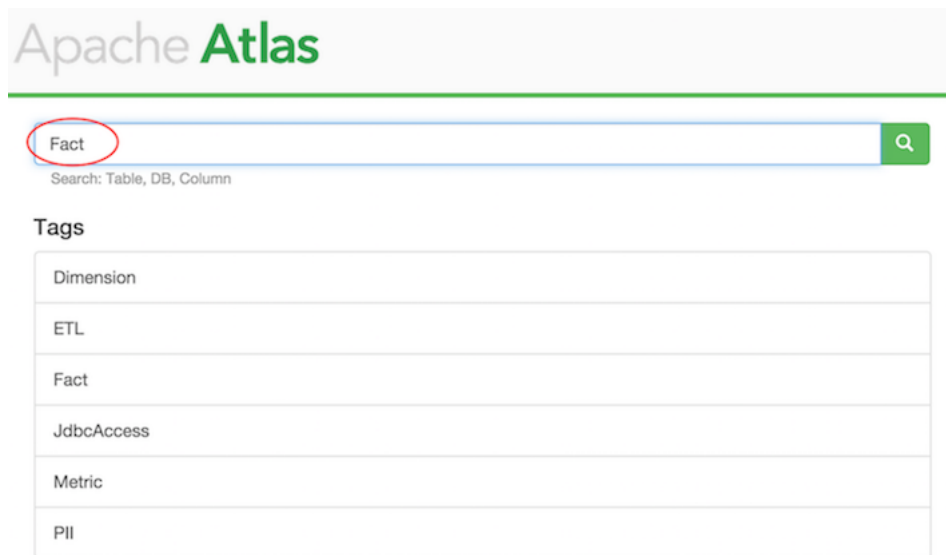 Apache Atlas
Fact
Search: Table, DB, Column
Tags
Dimension
ETL
Fact
JdbcAccess
Metric
PII